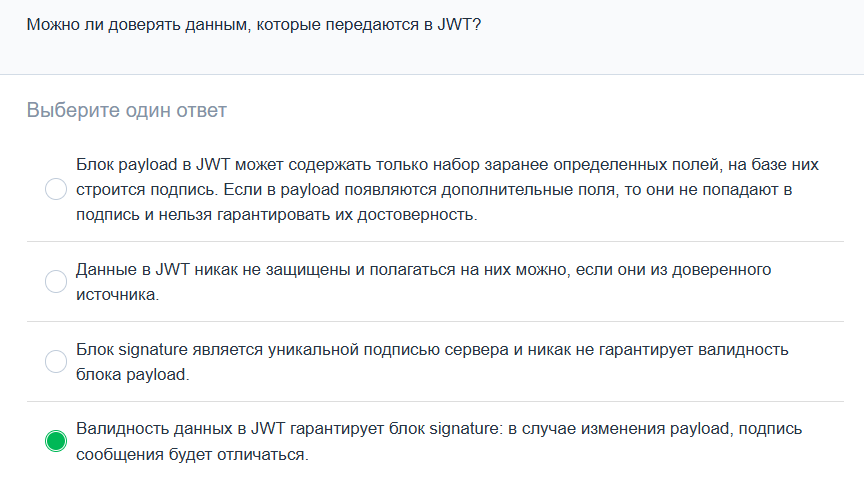 Можно ли доверять данным, которые передаются в JWT?
Выберите один ответ
Блок payload в JWT может содержать только набор заранее определенных полей, на базе них
строится подпись. Если в payload появляются дополнительные поля, то они не попадают в
подпись и нельзя гарантировать их достоверность.
Данные в JWT никак не защищены и полагаться на них можно, если они из доверенного
источника.
Блок signature является уникальной подписью сервера и никак не гарантирует валидность
блока payload.
Валидность данных в JWT гарантирует блок signature: в случае изменения payload, подпись
сообщения будет отличаться.